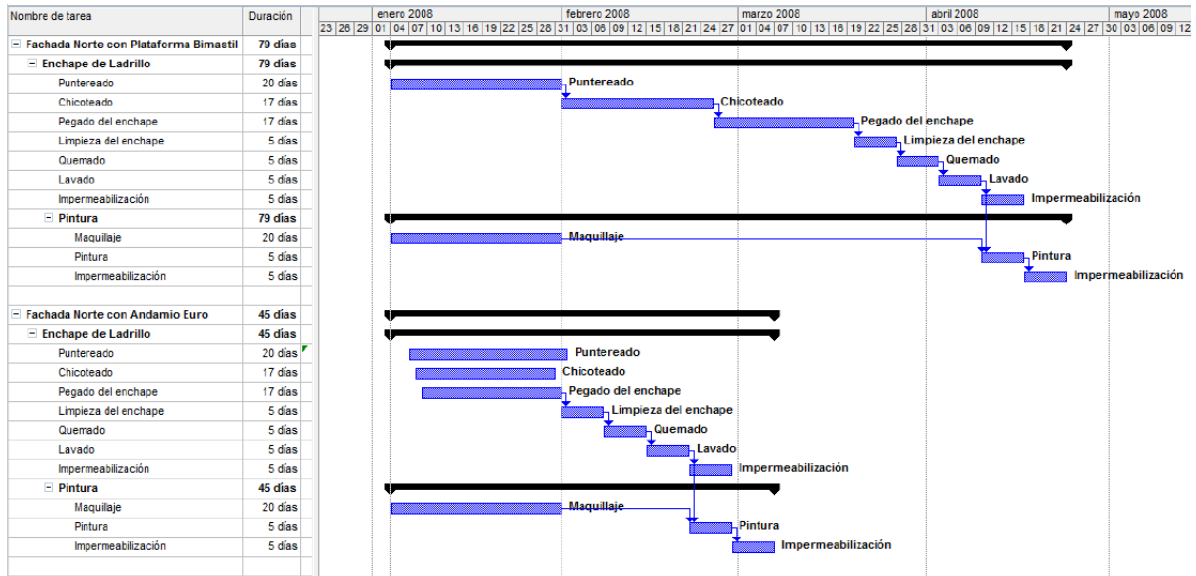 Nombre de tarea Duración enero 2008 febrero 2008 marzo 2008 abril 2008 mayo 2008
23 26 29 01 04 07 10 13 16 19 22 25 28 31 03 06 09 12 15 18 21 24 27 01 04 07 10 13 16 19 22 25 28 31 03 06 09 12 15 18 21 24 27 30 03 06 09 12
Fachada Norte con Plataforma Bimastil 79 días
Enchape de Ladrillo 79 días
Puntereado 20 días Puntereado
Chicoteado 17 días Chicoteado
Pegado del enchape 17 días Pegado del enchape
Limpieza del enchape 5 días Limpieza del enchape
Quemado 5 días Quemado
Lavado 5 días Lavado
Impermeabilización 5 días Impermeabilización
Pintura 79 días
Maquillaje 20 días Maquillaje
Pintura 5 días Pintura
Impermeabilización 5 días Impermeabilización
Fachada Norte con Andamio Euro 45 días
Enchape de Ladrillo 45 días
Puntereado 20 días Puntereado
Chicoteado 17 días Chicoteado
Pegado del enchape 17 días Pegado del enchape
Limpieza del enchape 5 días Limpieza del enchape
Quemado 5 días Quemado
Lavado 5 días Lavado
Impermeabilización 5 días Impermeabilización
Pintura 45 días
Maquillaje 20 días Maquillaje
Pintura 5 días Pintura
Impermeabilización 5 días Impermeabilización